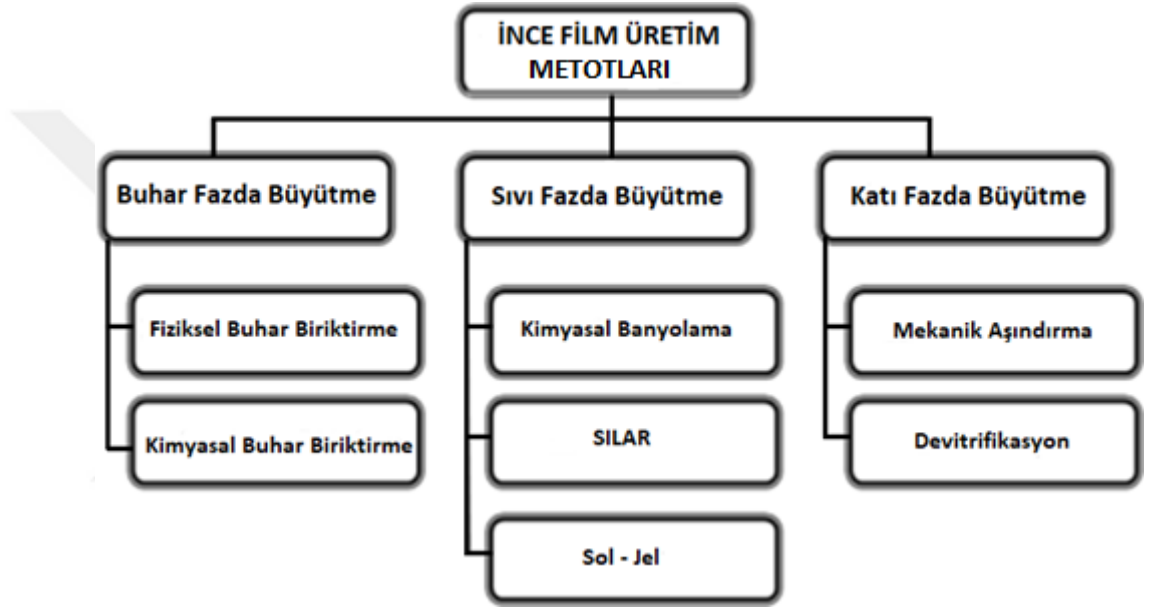 İNCE FİLM ÜRETİM
METOTLARI
Buhar Fazda Büyütme
Sıvı Fazda Büyütme
Katı Fazda Büyütme
Fiziksel Buhar Biriktirme
Kimyasal Banyolama
Mekanik Aşındırma
Kimyasal Buhar Biriktirme
SILAR
Devitrifikasyon
Sol - Jel